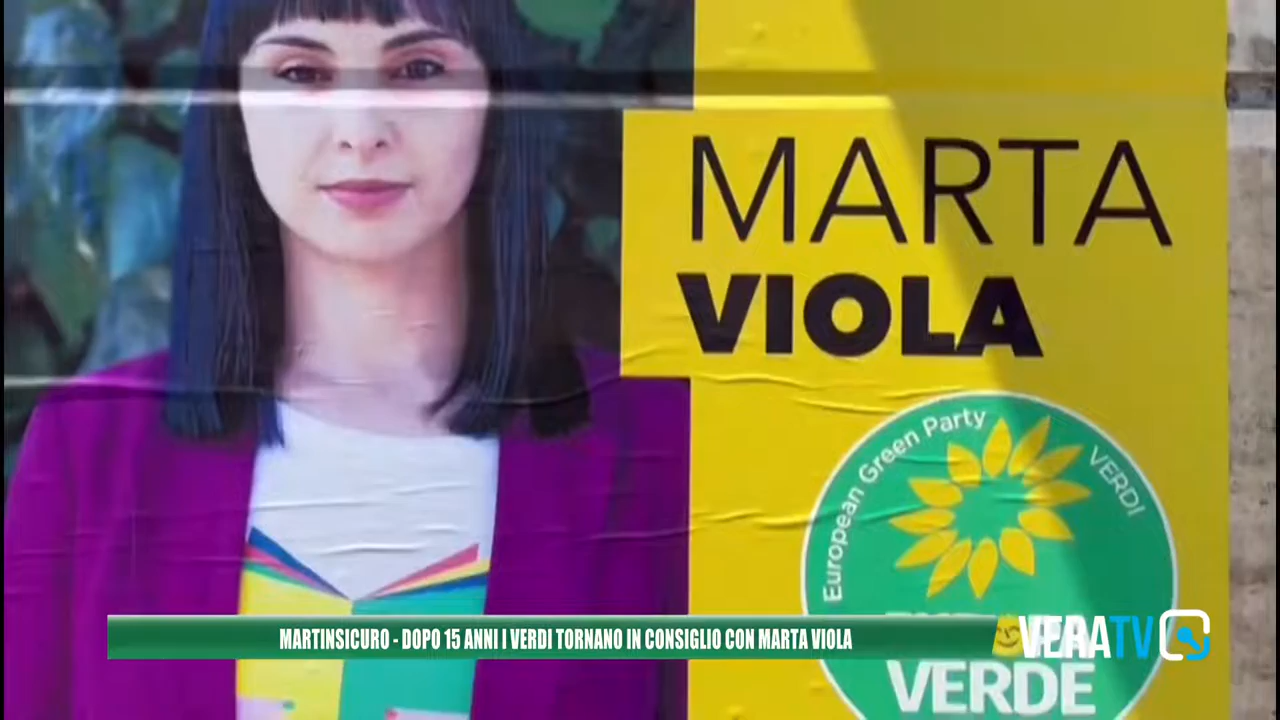 MARTA
VIOLA
European Green Party
VERDI
VERDE
MARTINSICURO - DOPO 15 ANNI I VERDI TORNANO IN CONSIGLIO CON MARTA VIOLA
VERATV